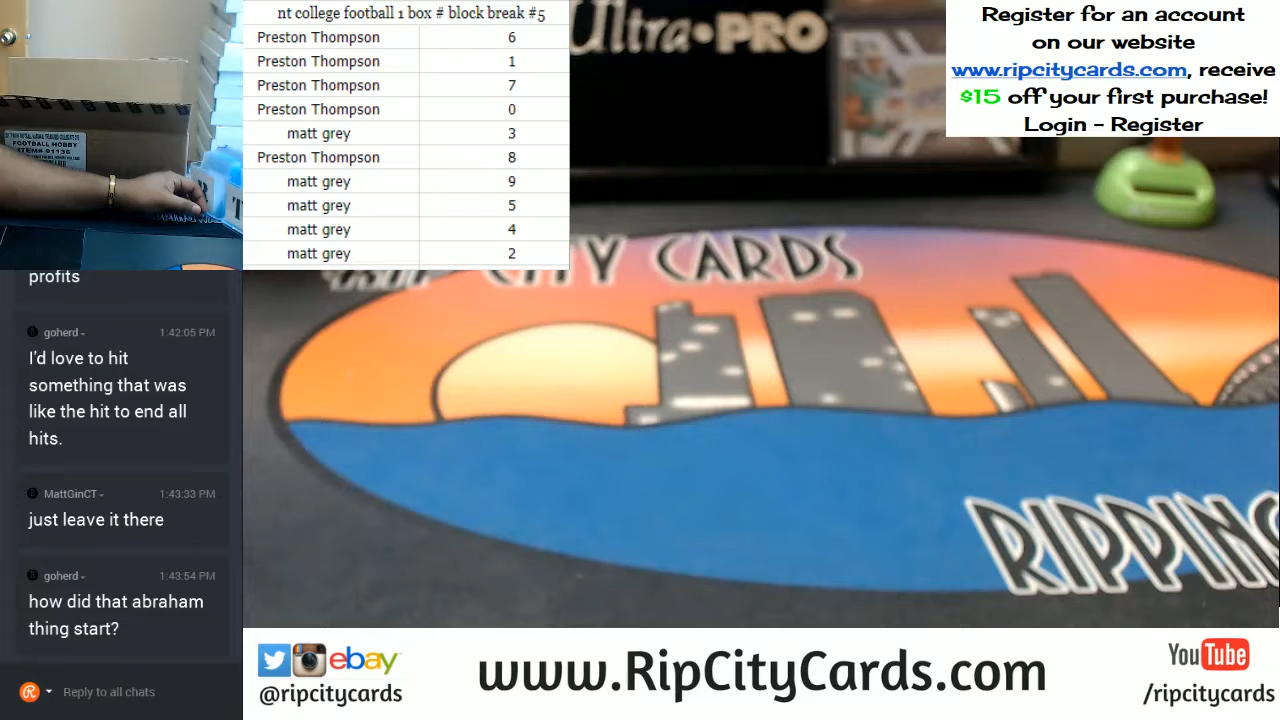 nt college football 1 box # block break #5
Preston Thompson 6
Preston Thompson 1
Preston Thompson 7
Preston Thompson 0
matt grey 3
Preston Thompson 8
matt grey 9
matt grey 5
matt grey 4
matt grey 2
Ultra•PRO
Register for an account
on our website
www.ripcitycards.com, receive
$15 off your first purchase!
Login - Register
FOOTBALL HOBBY
ITEM# 91136
CITY CARDS
RIPPING
profits
goherd 1:42:05 PM
I'd love to hit
something that was
like the hit to end all
hits.
MattGinCT 1:43:33 PM
just leave it there
goherd 1:43:54 PM
how did that abraham
thing start?
Reply to all chats
ebay
@ripcitycards
www.RipCityCards.com
YouTube
/ripcitycards